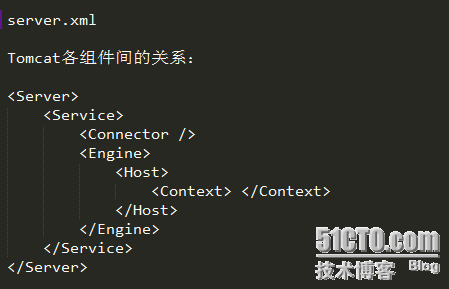 server.xml
Tomcat各组件间的关系：
<Server>
<Service>
<Connector />
<Engine>
<Host>
<Context> </Context>
</Host>
</Engine>
</Service>
</Server>
51CTO.com
技术博客 Blog